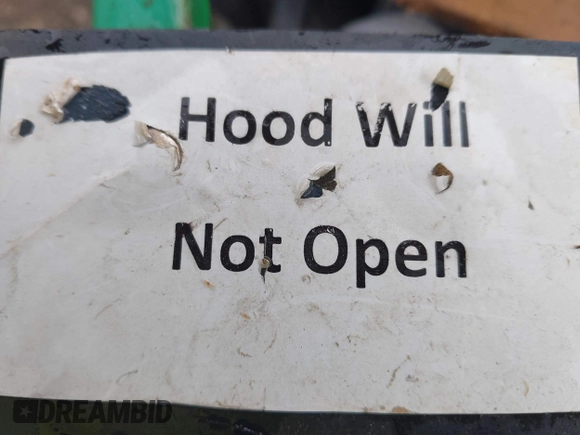 Hood Will
Not Open
DREAMBID